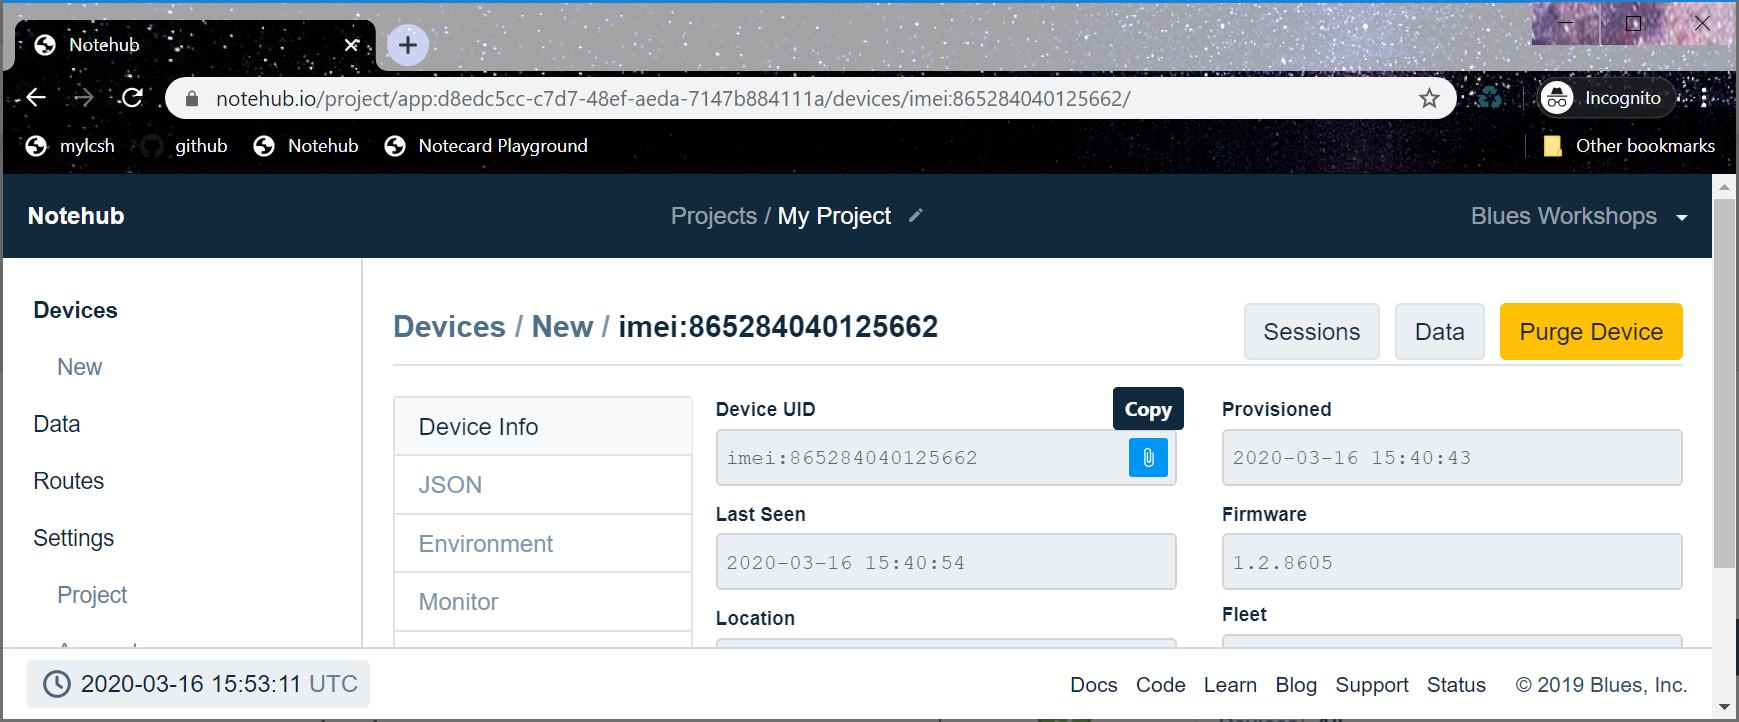 Notehub
notehub.io/project/app:d8edc5cc-c7d7-48ef-aeda-7147b884111a/devices/imei:865284040125662/
Incognito
mylcsh github Notehub Notecard Playground Other bookmarks
Notehub Projects / My Project Blues Workshops
Devices
New
Data
Routes
Settings
Project
Devices / New / imei:865284040125662 Sessions Data Purge Device
Device Info
JSON
Environment
Monitor
Device UID
Copy
imei:865284040125662
Last Seen
2020-03-16 15:40:54
Location
Provisioned
2020-03-16 15:40:43
Firmware
1.2.8605
Fleet
2020-03-16 15:53:11 UTC
Docs Code Learn Blog Support Status © 2019 Blues, Inc.